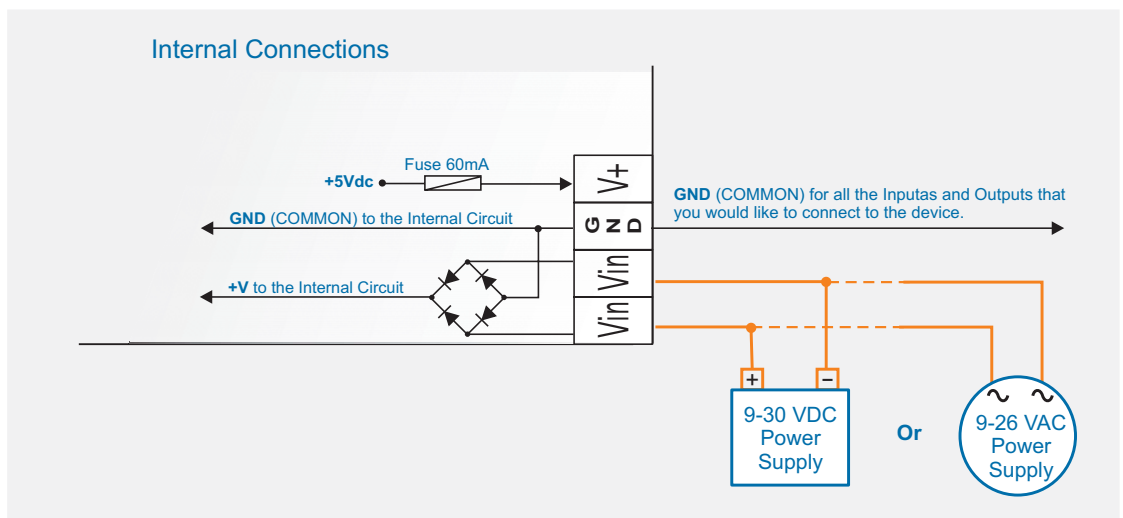 Internal Connections
Fuse 60mA
+5Vdc
V+
GND (COMMON) to the Internal Circuit
GND
GND (COMMON) for all the Inputas and Outputs that
you would like to connect to the device.
Vin
+V to the Internal Circuit
Vin
+
−
9-30 VDC
Power
Supply
Or
9-26 VAC
Power
Supply